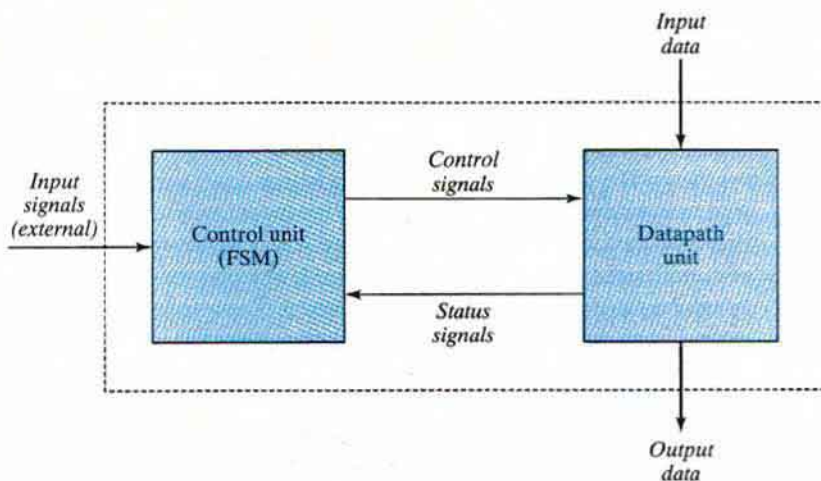 Input
data
Input
signals
(external)
Control unit
(FSM)
Control
signals
Status
signals
Datapath
unit
Output
data